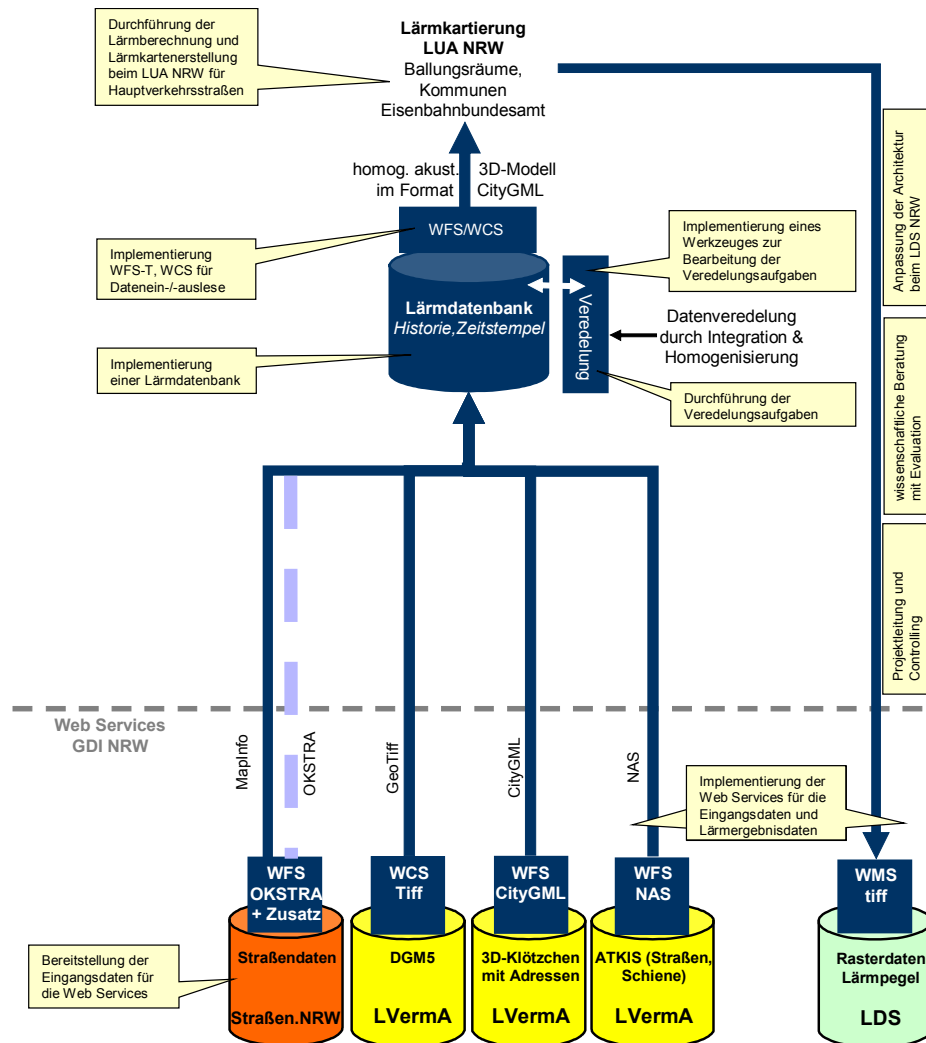 Durchführung der
Lärmberechnung und
Lärmkartenerstellung
beim LUA NRW für
Hauptverkehrsstraßen
Lärmkartierung
LUA NRW
Ballungsräume,
Kommunen
Eisenbahnbundesamt
homog. akust. 3D-Modell
im Format CityGML
WFS/WCS
Implementierung
WFS-T, WCS für
Datenein-/-auslese
Implementierung eines
Werkzeuges zur
Bearbeitung der
Veredelungsaufgaben
Lärmdatenbank
Historie,Zeitstempel
Veredelung
Datenveredelung
durch Integration &
Homogenisierung
Implementierung
einer Lärmdatenbank
Durchführung der
Veredelungsaufgaben
Anpassung der Architektur
beim LDS NRW
wissenschaftliche Beratung
mit Evaluation
Projektleitung und
Controlling
Web Services
GDI NRW
MapInfo
OKSTRA
GeoTiff
CityGML
NAS
Implementierung der
Web Services für die
Eingangsdaten und
Lärmergebnisdaten
WFS
OKSTRA
+ Zusatz
WCS
Tiff
WFS
CityGML
WFS
NAS
WMS
tiff
Bereitstellung der
Eingangsdaten für
die Web Services
Straßendaten
Straßen.NRW
DGM5
LVermA
3D-Klötzchen
mit Adressen
LVermA
ATKIS (Straßen,
Schiene)
LVermA
Rasterdaten
Lärmpegel
LDS